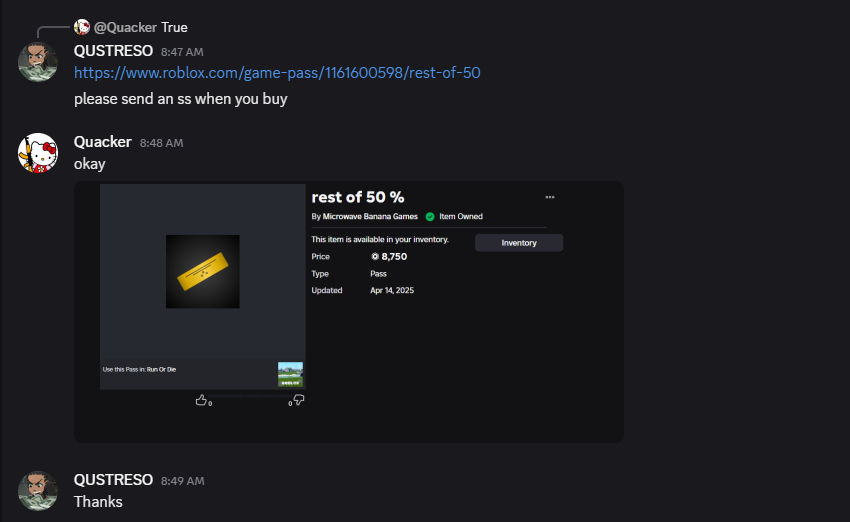 @Quacker True
QUSTRESO 8:47 AM
https://www.roblox.com/game-pass/1161600598/rest-of-50
please send an ss when you buy
Quacker 8:48 AM
okay
rest of 50 %
By Microwave Banana Games Item Owned
This item is available in your inventory.
Inventory
Price 8,750
Type Pass
Updated Apr 14, 2025
Use this Pass in: Run Or Die
ROBLOX
0 0
QUSTRESO 8:49 AM
Thanks